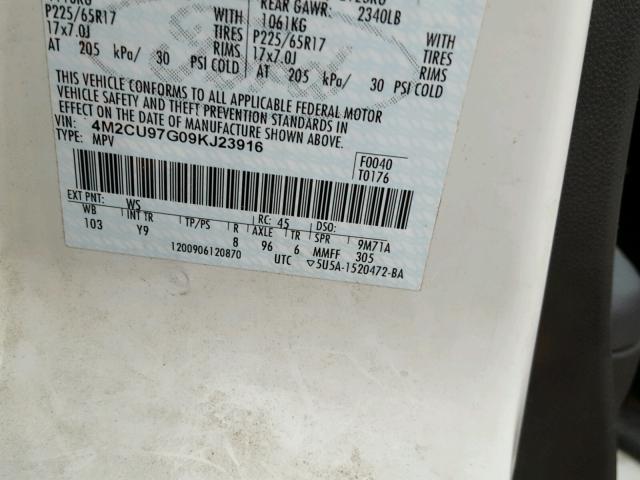 REAR GAWR: 2340LB
P225/65R17 WITH 1061KG WITH
17x7.0J TIRES P225/65R17 TIRES
RIMS 17x7.0J RIMS
AT 205 kPa/ 30 PSI COLD AT 205 kPa/ 30 PSI COLD
THIS VEHICLE CONFORMS TO ALL APPLICABLE FEDERAL MOTOR
VEHICLE SAFETY AND THEFT PREVENTION STANDARDS IN
EFFECT ON THE DATE OF MANUFACTURE SHOWN ABOVE.
VIN: 4M2CU97G09KJ23916
TYPE: MPV
F0040
T0176
EXT PNT: WS RC: 45 DSO:
WB INT TR TP/PS R AXLE TR SPR 9M71A
103 Y9 8 96 6 MMFF 305
1200906120870 UTC ▽5U5A-1520472-BA